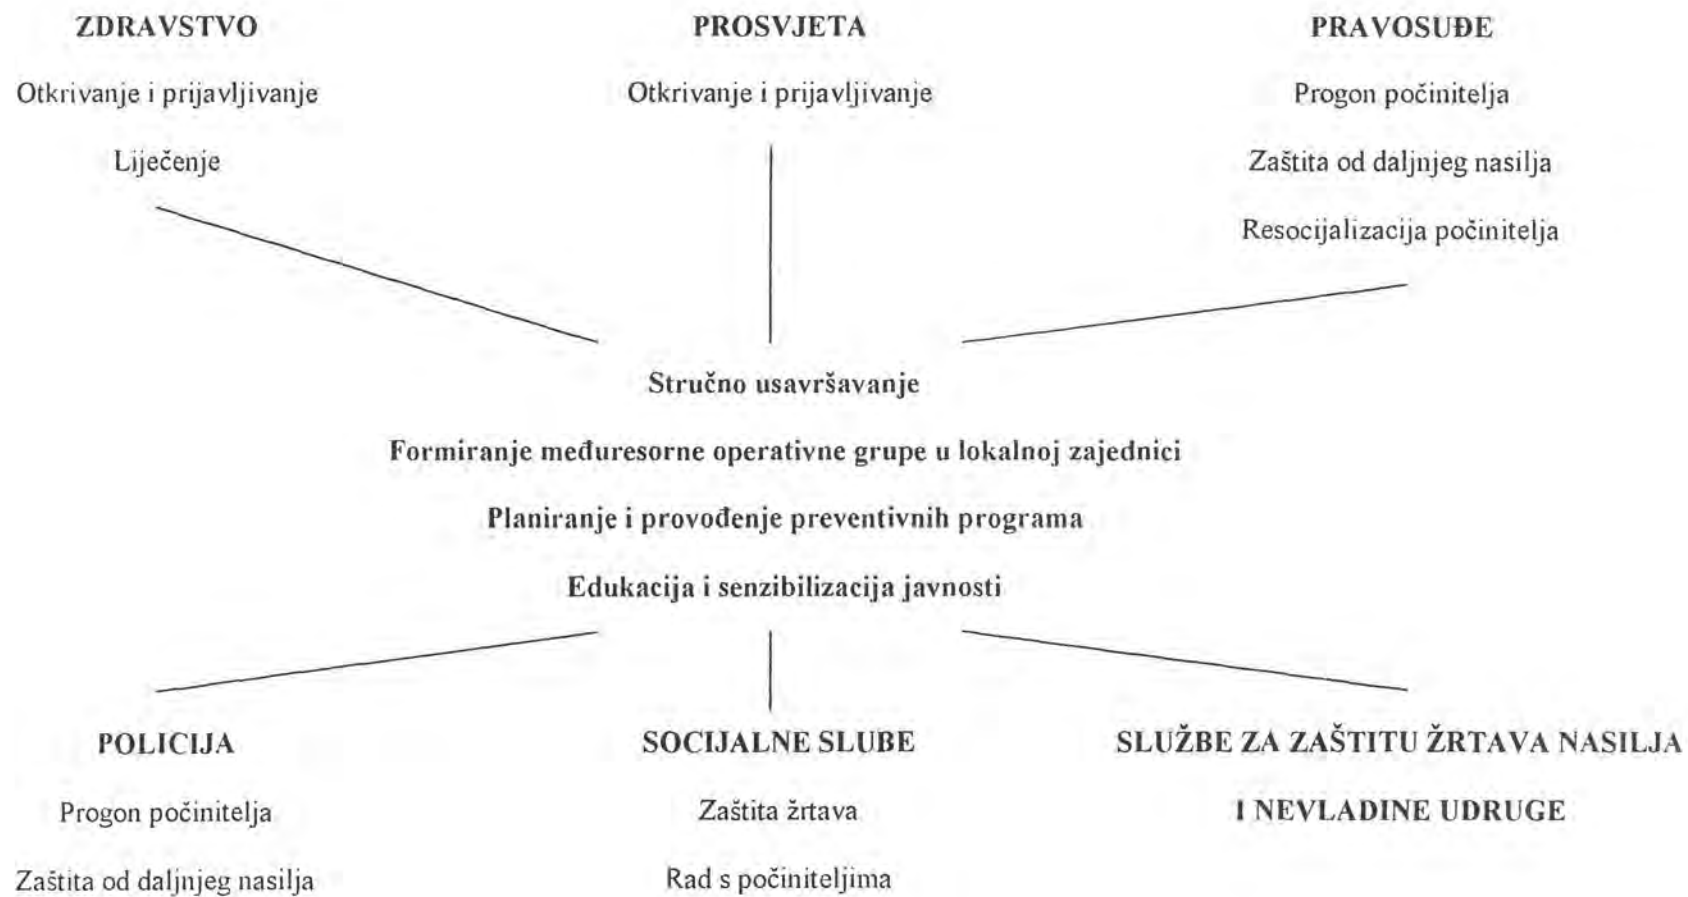 ZDRAVSTVO
Otkrivanje i prijavljivanje
Liječenje
PROSVJETA
Otkrivanje i prijavljivanje
PRAVOSUĐE
Progon počinitelja
Zaštita od daljnjeg nasilja
Resocijalizacija počinitelja
Stručno usavršavanje
Formiranje međuresorne operativne grupe u lokalnoj zajednici
Planiranje i provođenje preventivnih programa
Edukacija i senzibilizacija javnosti
POLICIJA
Progon počinitelja
Zaštita od daljnjeg nasilja
SOCIJALNE SLUBE
Zaštita žrtava
Rad s počiniteljima
SLUŽBE ZA ZAŠTITU ŽRTAVA NASILJA
I NEVLADINE UDRUGE